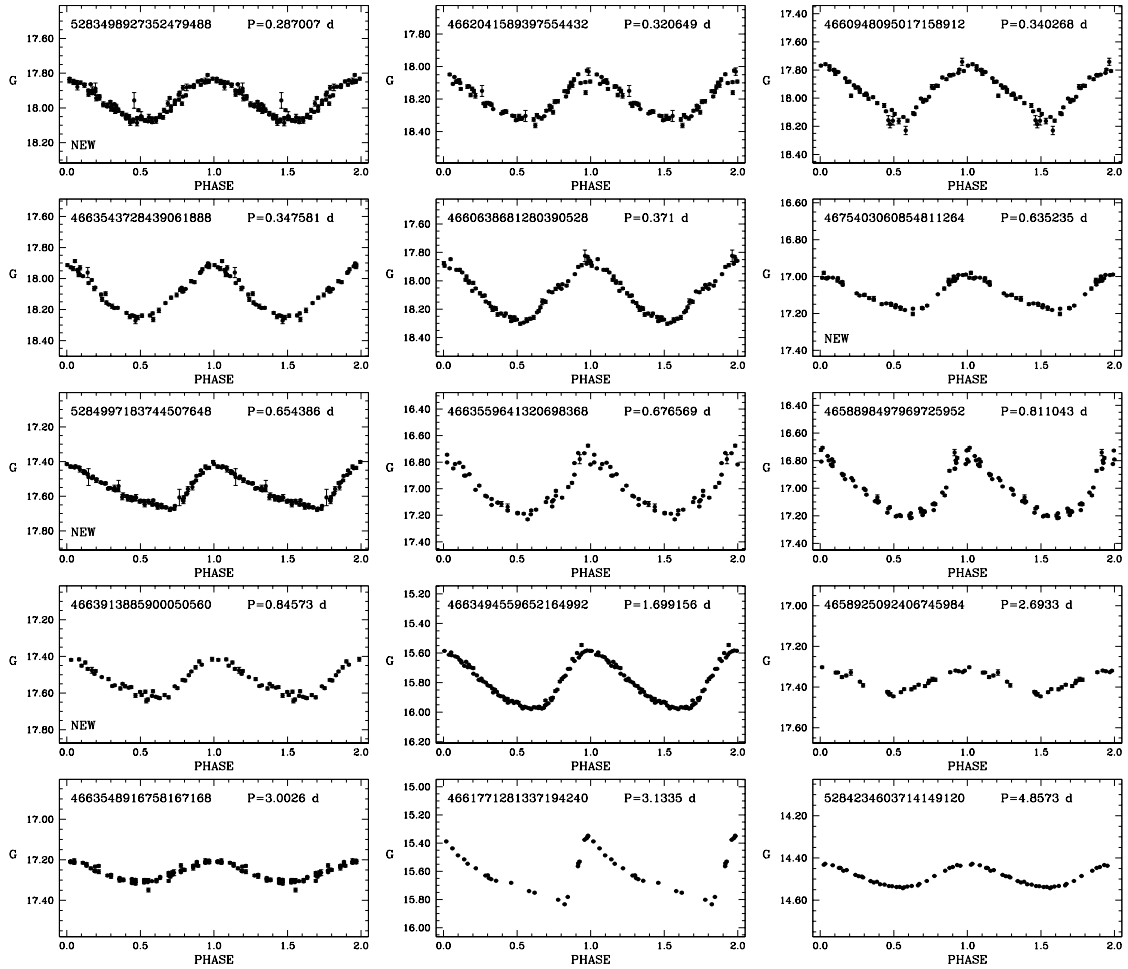 5283498927352479488 P=0.287007 d
17.60
17.80
G
18.00
18.20
NEW
0.0 0.5 1.0 1.5 2.0
PHASE
4662041589397554432 P=0.320649 d
17.80
G
18.00
18.20
18.40
0.0 0.5 1.0 1.5 2.0
PHASE
4660948095017158912 P=0.340268 d
17.40
17.60
17.80
G
18.00
18.20
18.40
0.0 0.5 1.0 1.5 2.0
PHASE
4663543728439061888 P=0.347581 d
17.60
17.80
G
18.00
18.20
18.40
0.0 0.5 1.0 1.5 2.0
PHASE
4660638681280390528 P=0.371 d
17.60
17.80
G
18.00
18.20
18.40
0.0 0.5 1.0 1.5 2.0
PHASE
4675403060854811264 P=0.635235 d
16.60
16.80
G
17.00
17.20
17.40
NEW
0.0 0.5 1.0 1.5 2.0
PHASE
5284997183744507648 P=0.654386 d
17.20
17.40
G
17.60
17.80
NEW
0.0 0.5 1.0 1.5 2.0
PHASE
4663559641320698368 P=0.676569 d
16.40
16.60
16.80
G
17.00
17.20
17.40
0.0 0.5 1.0 1.5 2.0
PHASE
4658898497969725952 P=0.811043 d
16.40
16.60
16.80
G
17.00
17.20
17.40
0.0 0.5 1.0 1.5 2.0
PHASE
4663913885900050560 P=0.84573 d
17.20
17.40
G
17.60
17.80
NEW
0.0 0.5 1.0 1.5 2.0
PHASE
4663494559652164992 P=1.699156 d
15.20
15.40
15.60
G
15.80
16.00
16.20
0.0 0.5 1.0 1.5 2.0
PHASE
4658925092406745984 P=2.6933 d
17.00
17.20
G
17.40
17.60
0.0 0.5 1.0 1.5 2.0
PHASE
4663548916758167168 P=3.0026 d
17.00
G
17.20
17.40
0.0 0.5 1.0 1.5 2.0
PHASE
4661771281337194240 P=3.1335 d
15.00
15.20
15.40
G
15.60
15.80
16.00
0.0 0.5 1.0 1.5 2.0
PHASE
5284234603714149120 P=4.8573 d
14.20
14.40
G
14.60
0.0 0.5 1.0 1.5 2.0
PHASE